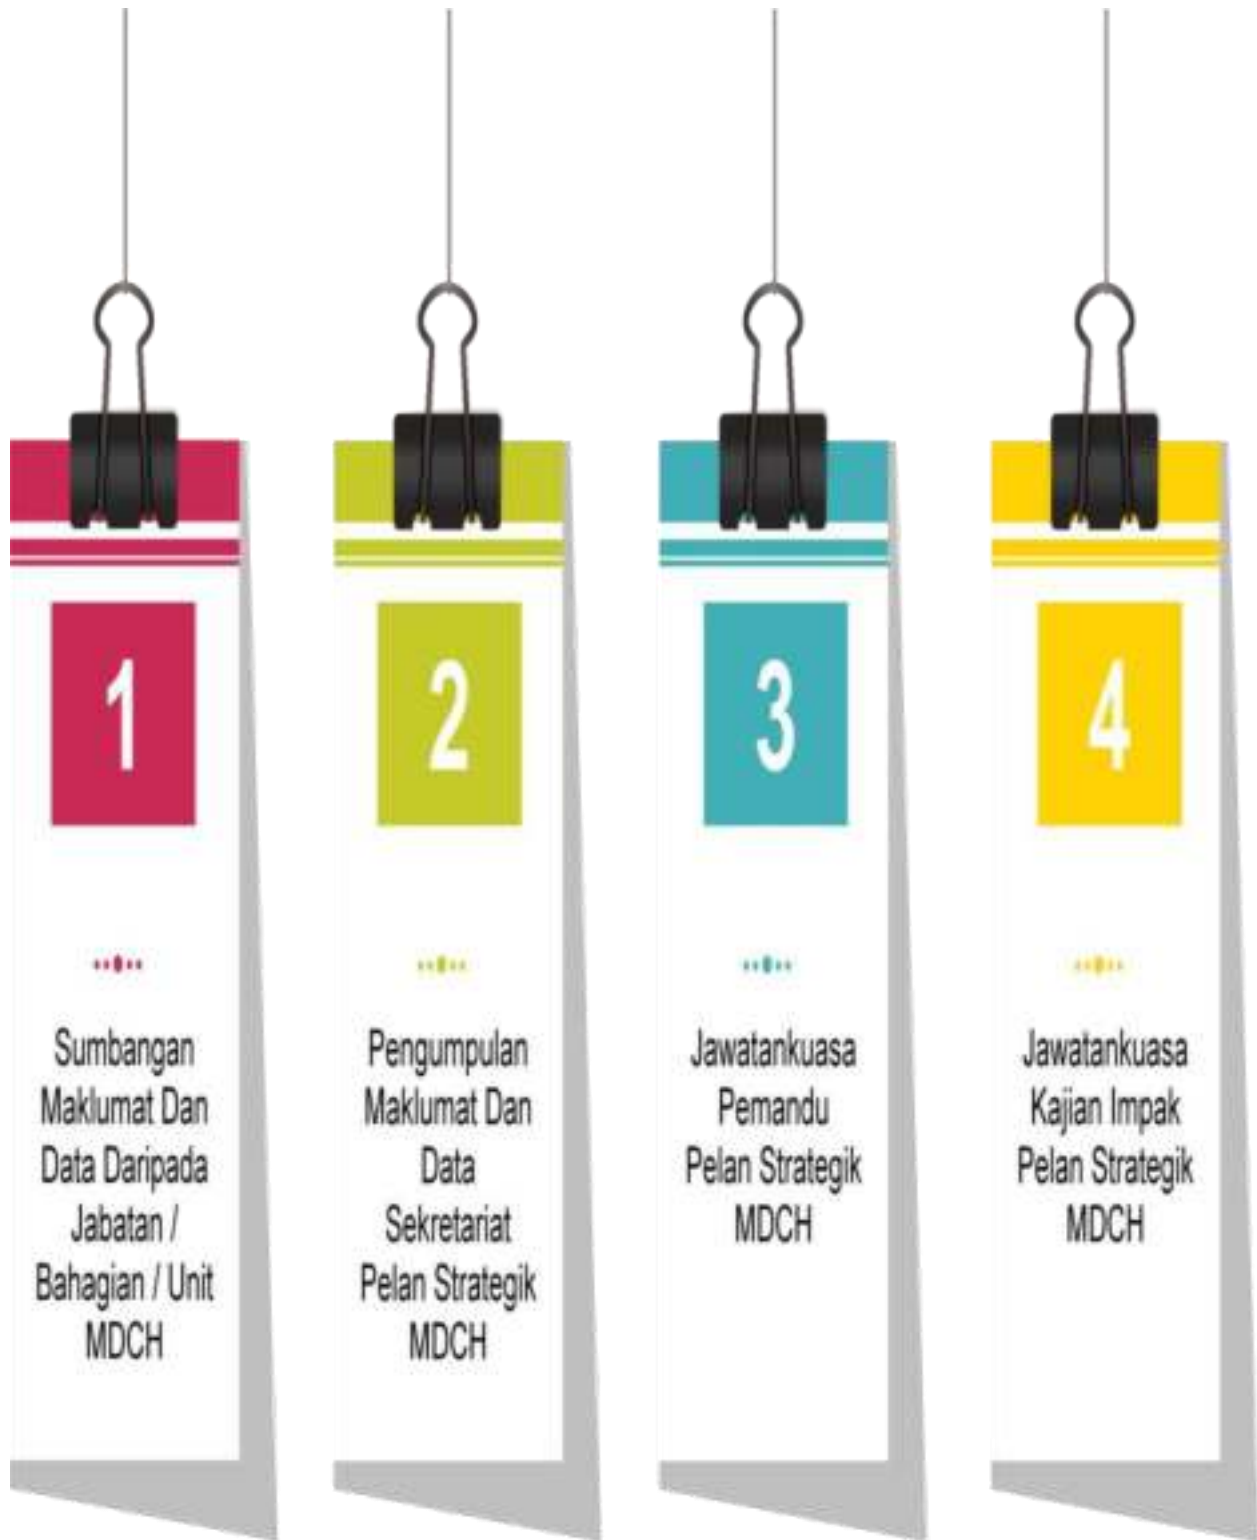 1
Sumbangan
Maklumat Dan
Data Daripada
Jabatan /
Bahagian / Unit
MDCH
2
Pengumpulan
Maklumat Dan
Data
Sekretariat
Pelan Strategik
MDCH
3
Jawatankuasa
Pemandu
Pelan Strategik
MDCH
4
Jawatankuasa
Kajian Impak
Pelan Strategik
MDCH